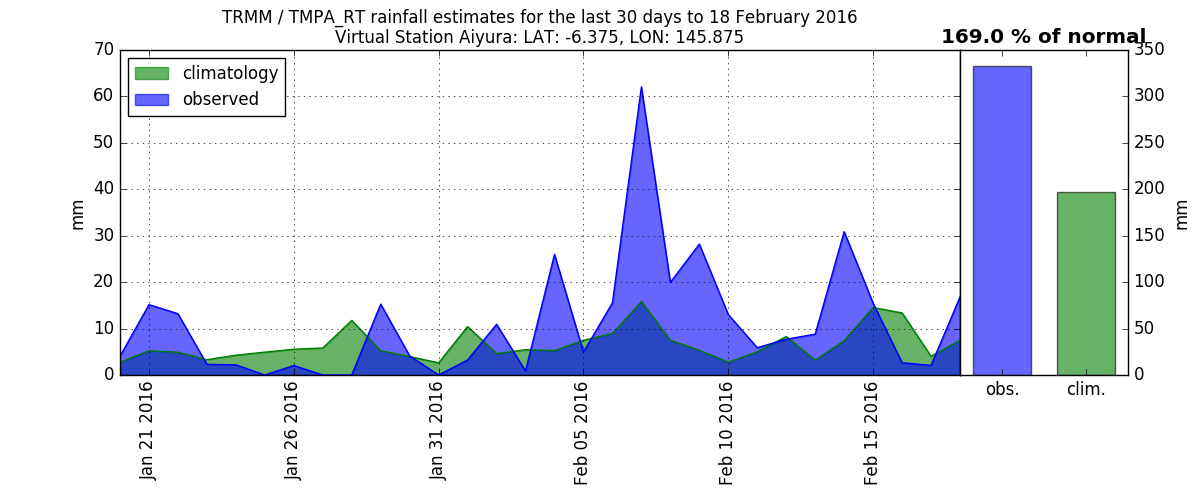 TRMM / TMPA_RT rainfall estimates for the last 30 days to 18 February 2016
Virtual Station Aiyura: LAT: -6.375, LON: 145.875
169.0 % of normal
climatology
observed
mm
70
60
50
40
30
20
10
0
Jan 21 2016
Jan 26 2016
Jan 31 2016
Feb 05 2016
Feb 10 2016
Feb 15 2016
obs.
clim.
350
300
250
200
150
100
50
0
mm